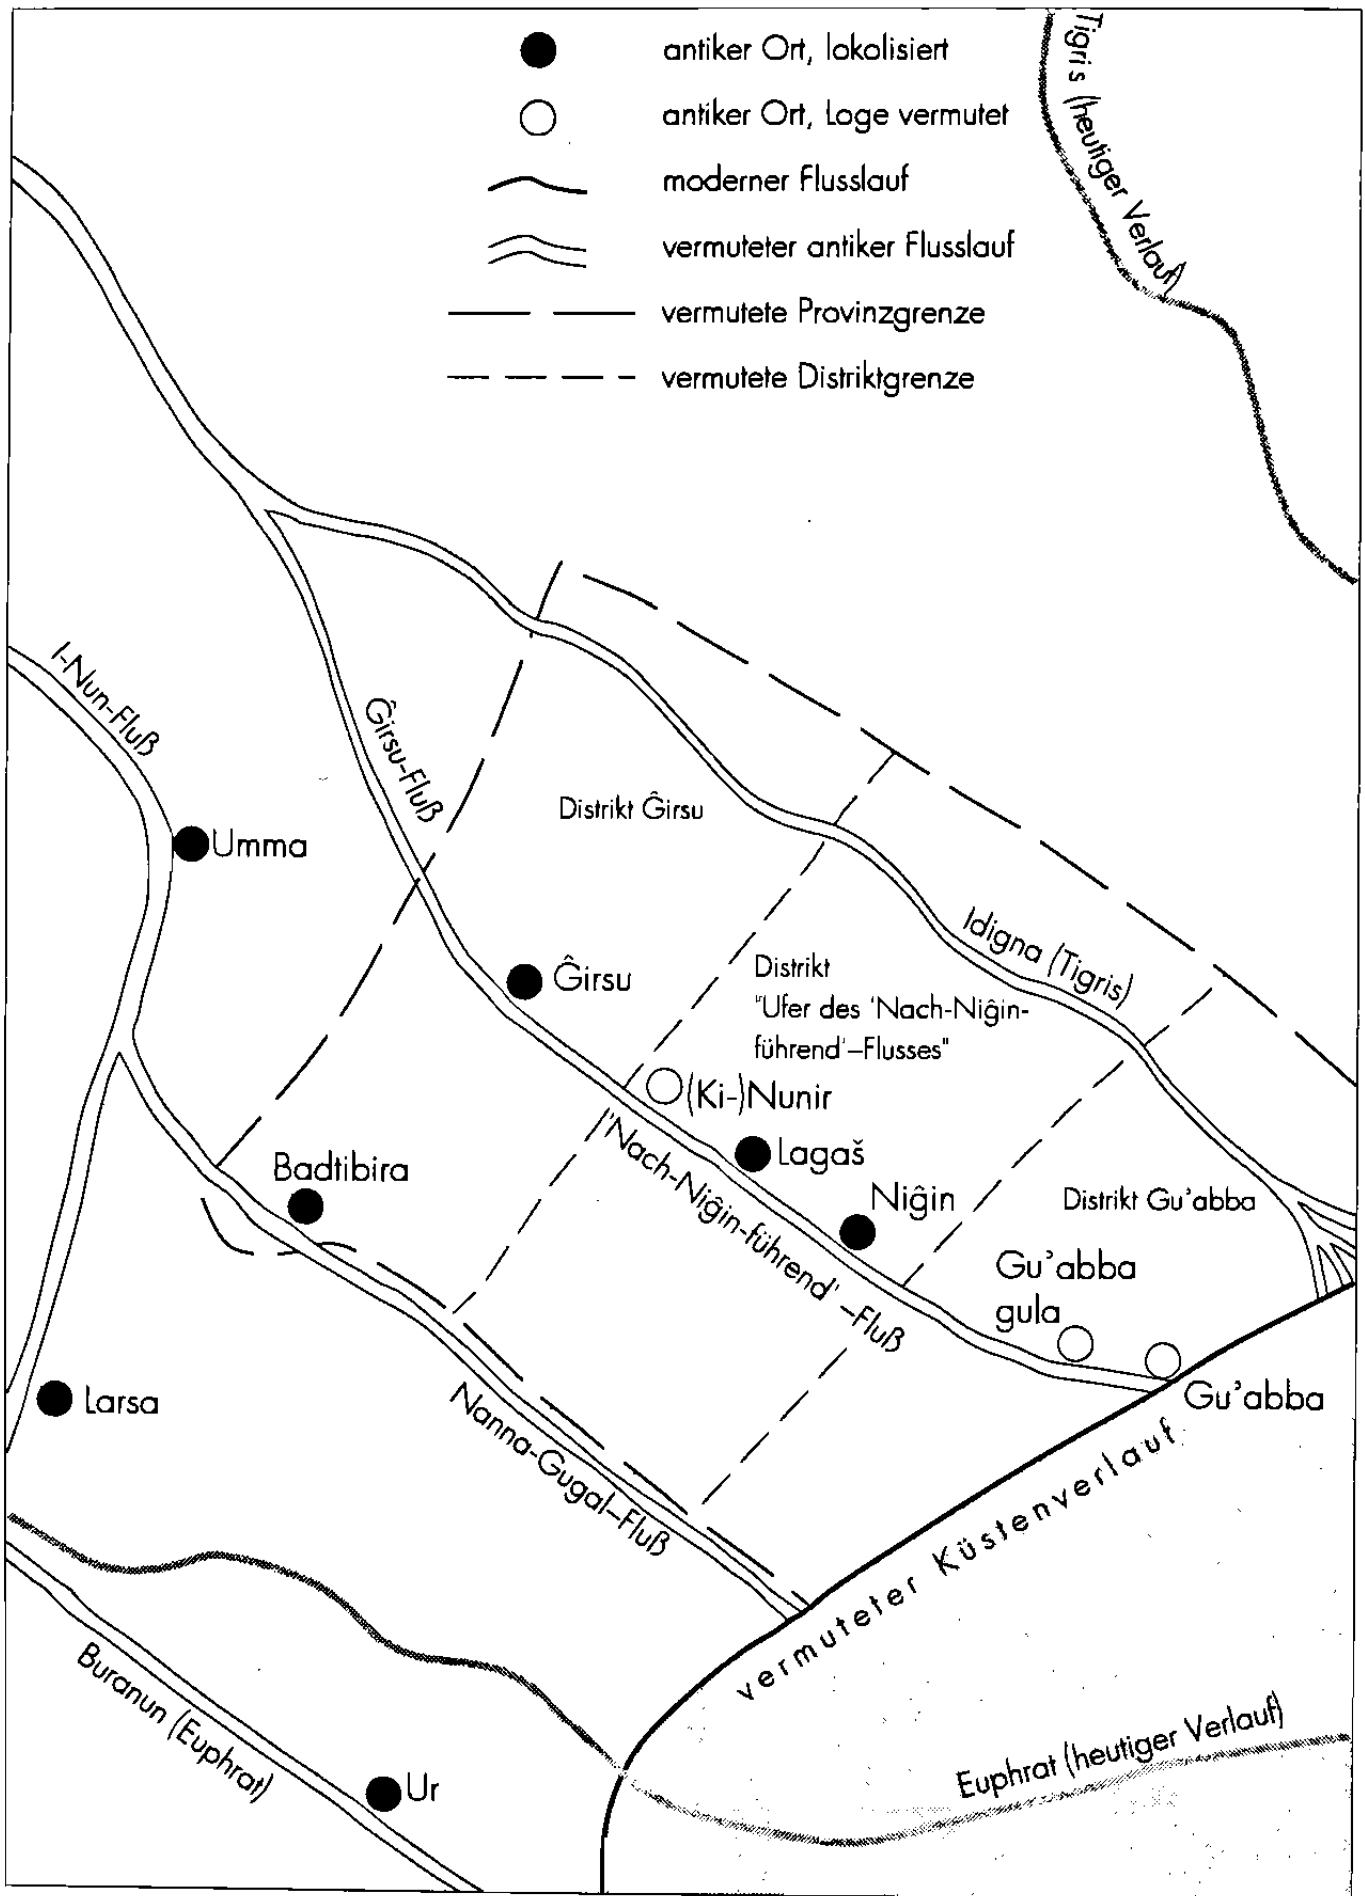 antiker Ort, lokolisiert
antiker Ort, Loge vermutet
moderner Flusslauf
vermuteter antiker Flusslauf
vermutete Provinzgrenze
vermutete Distriktgrenze
Tigris (heutiger Verlauf)
I-Nun-Fluß
Ĝirsu-Fluß
Distrikt Ĝirsu
Umma
Idigna (Tigris)
Ĝirsu
Distrikt
"Ufer des 'Nach-Niĝin-
führend'–Flusses"
(Ki-)Nunir
'Nach-Niĝin-führend'–Fluß
Lagaš
Badtibira
Niĝin
Distrikt Gu'abba
Gu'abba
gula
Gu'abba
Larsa
Nanna-Gugal–Fluß
vermuteter Küstenverlauf
Buranun (Euphrat)
Ur
Euphrat (heutiger Verlauf)